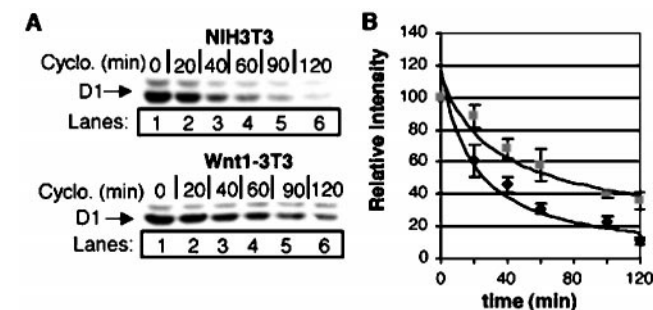 A
NIH3T3
Cyclo. (min) 0 | 20 | 40 | 60 | 90 | 120
D1
Lanes: 1 2 3 4 5 6
Wnt1-3T3
Cyclo. (min) 0 | 20 | 40 | 60 | 90 | 120
D1
Lanes: 1 2 3 4 5 6
B
Relative Intensity
140
120
100
80
60
40
20
0
0 40 80 120
time (min)